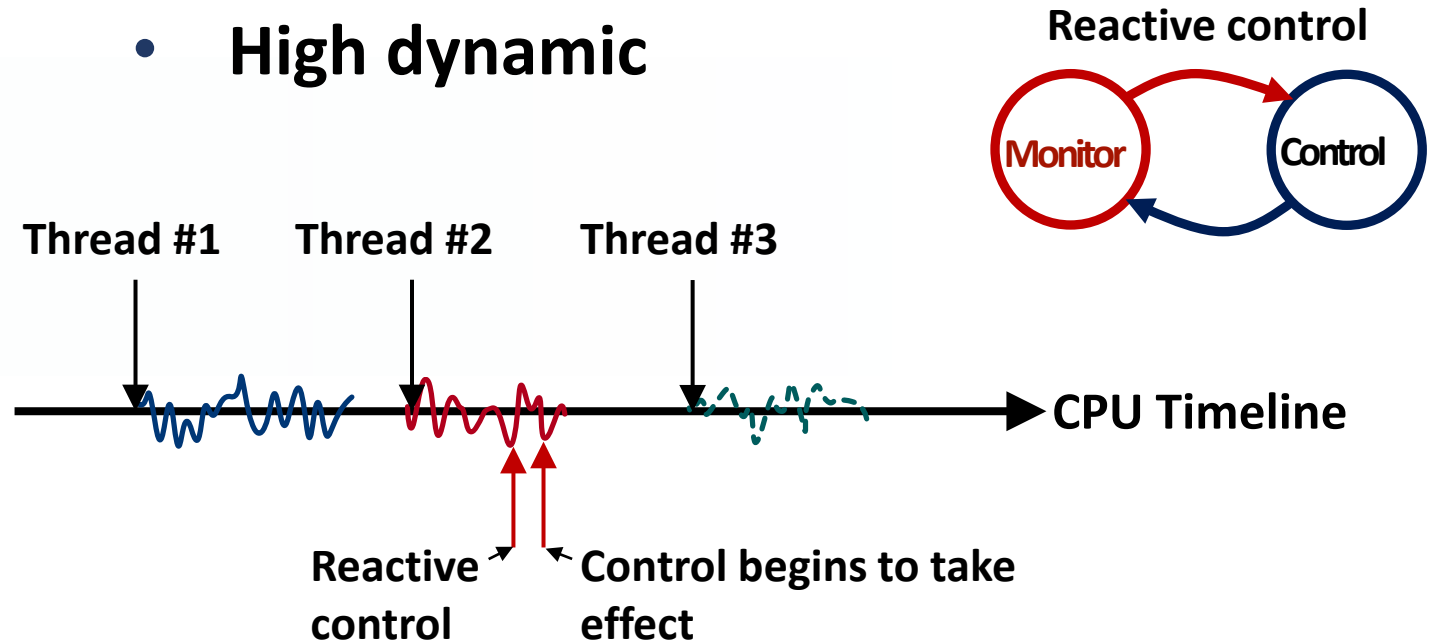 • High dynamic
Reactive control
Monitor
Control
Thread #1
Thread #2
Thread #3
CPU Timeline
Reactive
control
Control begins to take
effect